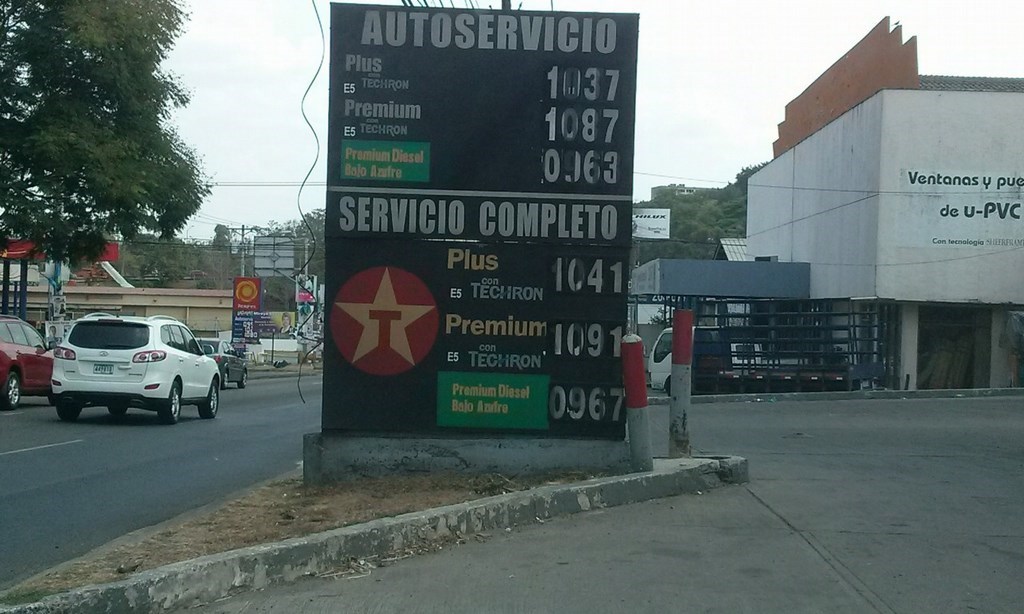 AUTOSERVICIO
Plus
con
E5 TECHRON
1037
Premium
con
E5 TECHRON
1087
Premium Diesel
Bajo Azufre
0963
SERVICIO COMPLETO
Plus
con
E5 TECHRON
1041
Premium
con
E5 TECHRON
1091
Premium Diesel
Bajo Azufre
0967
T
HILUX
Ventanas y pue
de u-PVC
Con tecnología